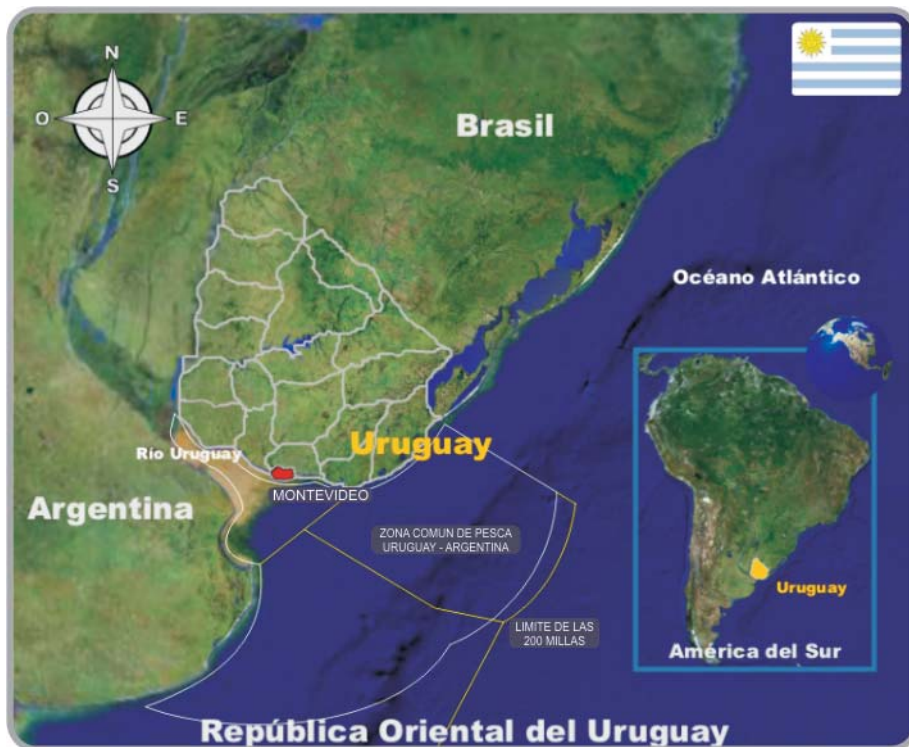 N
O
E
S
Brasil
Océano Atlántico
Uruguay
Río Uruguay
MONTEVIDEO
Argentina
ZONA COMUN DE PESCA
URUGUAY - ARGENTINA
LIMITE DE LAS
200 MILLAS
Uruguay
América del Sur
República Oriental del Uruguay